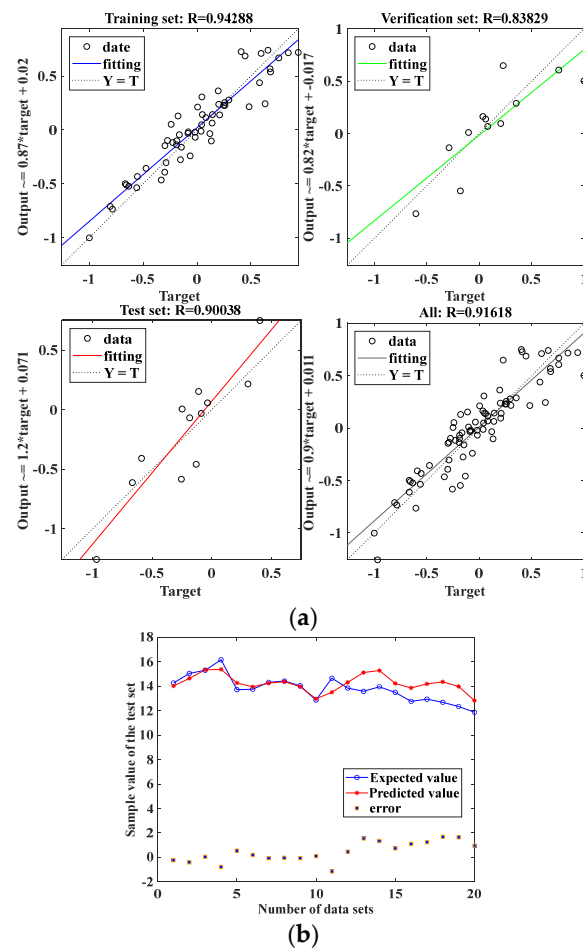 Training set: R=0.94288
Output ~= 0.87*target + 0.02
0.5
0
-0.5
-1
date
fitting
Y = T
-1
-0.5
0
0.5
Target
Verification set: R=0.83829
Output ~= 0.82*target + -0.017
0.5
0
-0.5
-1
data
fitting
Y = T
-1
-0.5
0
0.5
1
Target
Test set: R=0.90038
Output ~= 1.2*target + 0.071
0.5
0
-0.5
-1
data
fitting
Y = T
-1
-0.5
0
0.5
Target
All: R=0.91618
Output ~= 0.9*target + 0.011
1
0.5
0
-0.5
-1
data
fitting
Y = T
-1
-0.5
0
0.5
1
Target
(a)
Sample value of the test set
18
16
14
12
10
8
6
4
2
0
-2
Expected value
Predicted value
error
0
5
10
15
20
Number of data sets
(b)